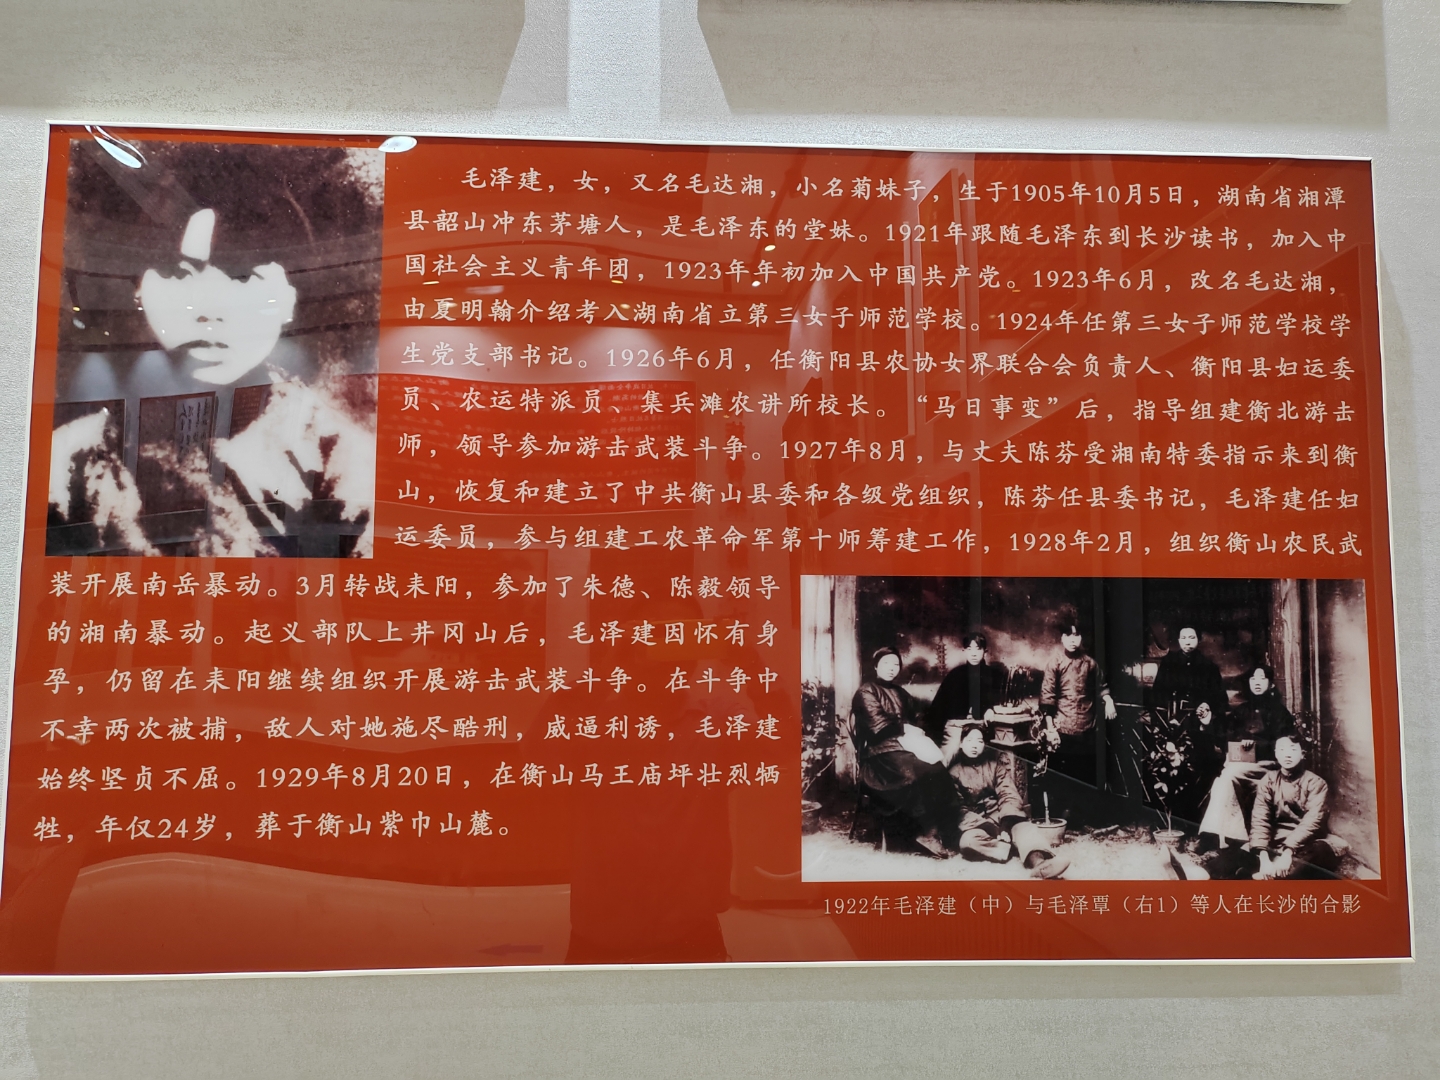 毛泽建，女，又名毛达湘，小名菊妹子，生于1905年10月5日，湖南省湘潭
县韶山冲东茅塘人，是毛泽东的堂妹。1921年跟随毛泽东到长沙读书，加入中
国社会主义青年团，1923年年初加入中国共产党。1923年6月，改名毛达湘，
由夏明翰介绍考入湖南省立第三女子师范学校。1924年任第三女子师范学校学
生党支部书记。1926年6月，任衡阳县农协女界联合会负责人、衡阳县妇运委
员、农运特派员、集兵滩农讲所校长。“马日事变”后，指导组建衡北游击
师，领导参加游击武装斗争。1927年8月，与丈夫陈芬受湘南特委指示来到衡
山，恢复和建立了中共衡山县委和各级党组织，陈芬任县委书记，毛泽建任妇
运委员，参与组建工农革命军第十师筹建工作，1928年2月，组织衡山农民武
装开展南岳暴动。3月转战耒阳，参加了朱德、陈毅领导
的湘南暴动。起义部队上井冈山后，毛泽建因怀有身
孕，仍留在耒阳继续组织开展游击武装斗争。在斗争中
不幸两次被捕，敌人对她施尽酷刑，威逼利诱，毛泽建
始终坚贞不屈。1929年8月20日，在衡山马王庙坪壮烈牺
牲，年仅24岁，葬于衡山紫巾山麓。
1922年毛泽建（中）与毛泽覃（右1）等人在长沙的合影